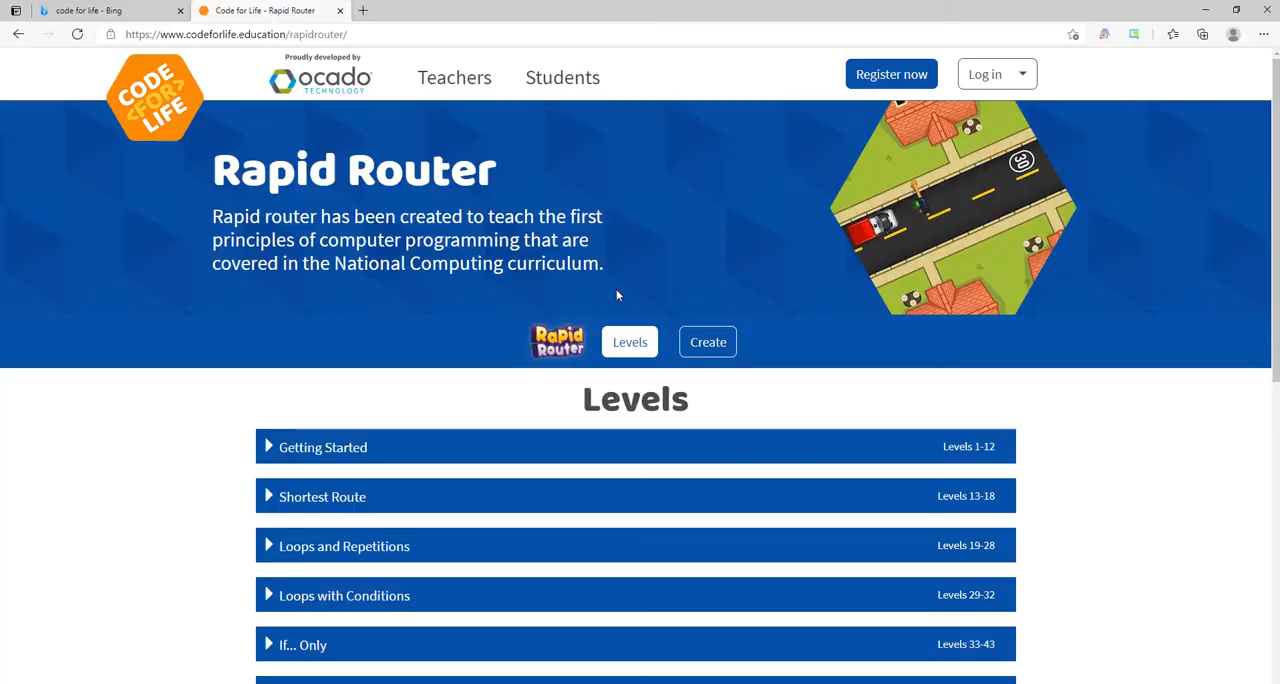 code for life - Bing
Code for Life - Rapid Router
https://www.codeforlife.education/rapidrouter/
CODE
<FOR>
LIFE
Proudly developed by
ocado
TECHNOLOGY
Teachers
Students
Register now
Log in
Rapid Router
Rapid router has been created to teach the first
principles of computer programming that are
covered in the National Computing curriculum.
30
Rapid
Router
Levels
Create
Levels
Getting Started
Levels 1-12
Shortest Route
Levels 13-18
Loops and Repetitions
Levels 19-28
Loops with Conditions
Levels 29-32
If... Only
Levels 33-43